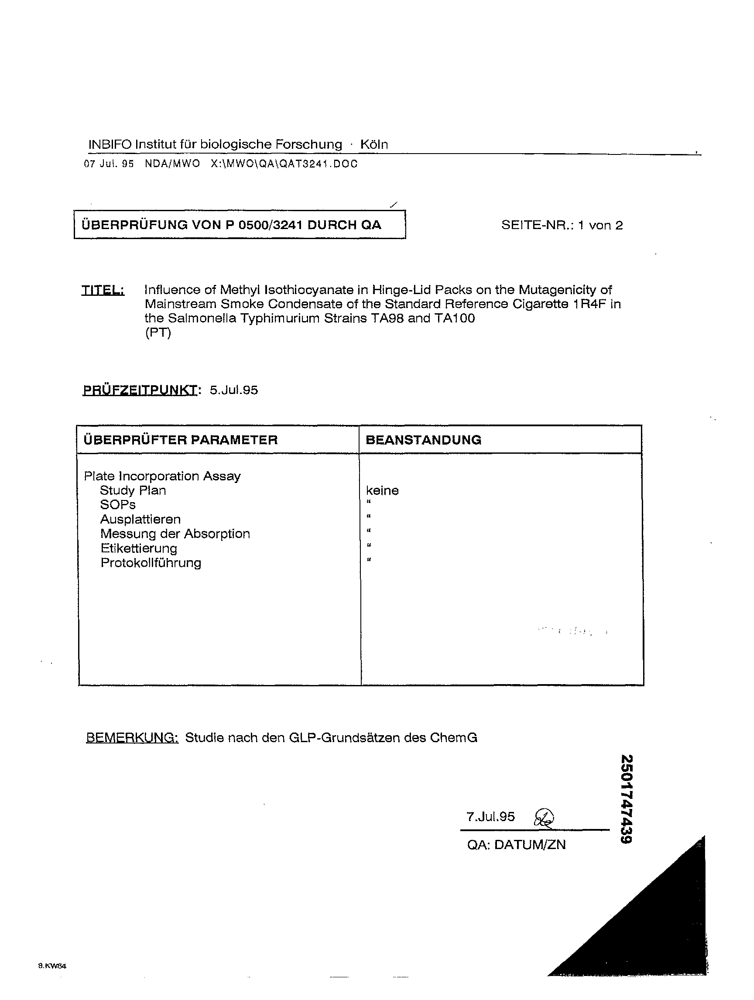 INBIFO Institut für biologische Forschung · Köln
07 Jul. 95 NDA/MWO X:\MWO\QA\QAT3241.DOC
ÜBERPRÜFUNG VON P 0500/3241 DURCH QA
SEITE-NR.: 1 von 2
TITEL: Influence of Methyl Isothiocyanate in Hinge-Lid Packs on the Mutagenicity of
Mainstream Smoke Condensate of the Standard Reference Cigarette 1R4F in
the Salmonella Typhimurium Strains TA98 and TA100
(PT)
PRÜFZEITPUNKT: 5.Jul.95
ÜBERPRÜFTER PARAMETER BEANSTANDUNG
Plate Incorporation Assay
Study Plan keine
SOPs "
Ausplattieren "
Messung der Absorption "
Etikettierung "
Protokollführung "
BEMERKUNG: Studie nach den GLP-Grundsätzen des ChemG
2501747439
7.Jul.95
QA: DATUM/ZN
9.KW84